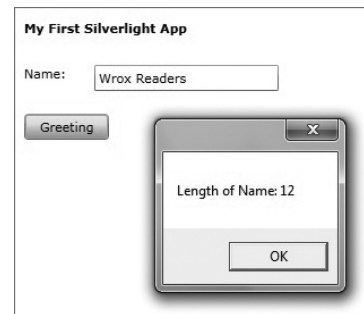 My First Silverlight App
Name: Wrox Readers
Greeting
x
Length of Name: 12
OK